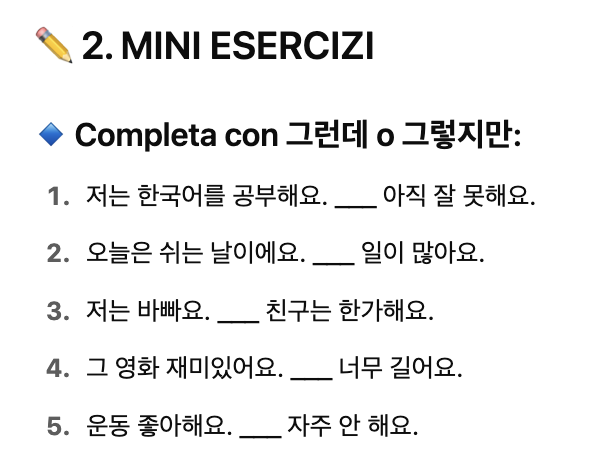 ✏️ 2. MINI ESERCIZI
🔷 Completa con 그런데 o 그렇지만:
1. 저는 한국어를 공부해요. ___ 아직 잘 못해요.
2. 오늘은 쉬는 날이에요. ___ 일이 많아요.
3. 저는 바빠요. ___ 친구는 한가해요.
4. 그 영화 재미있어요. ___ 너무 길어요.
5. 운동 좋아해요. ___ 자주 안 해요.